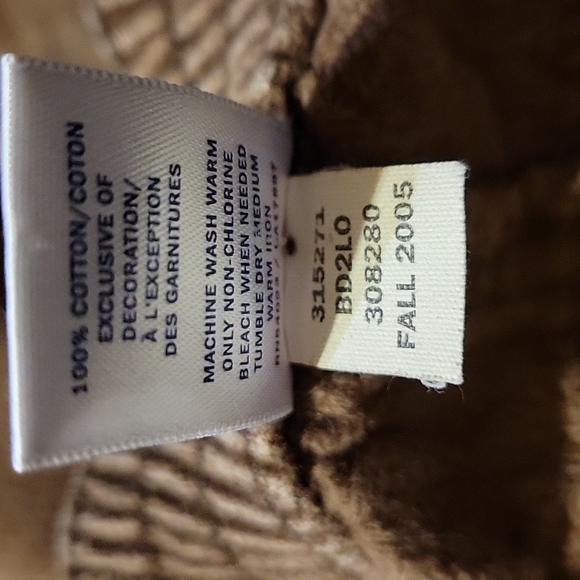 100% COTTON/COTON
EXCLUSIVE OF
DECORATION/
À L'EXCEPTION
DES GARNITURES
MACHINE WASH WARM
ONLY NON-CHLORINE
BLEACH WHEN NEEDED
TUMBLE DRY MEDIUM
WARM IRON
315271
BD2LO
308280
FALL 2005